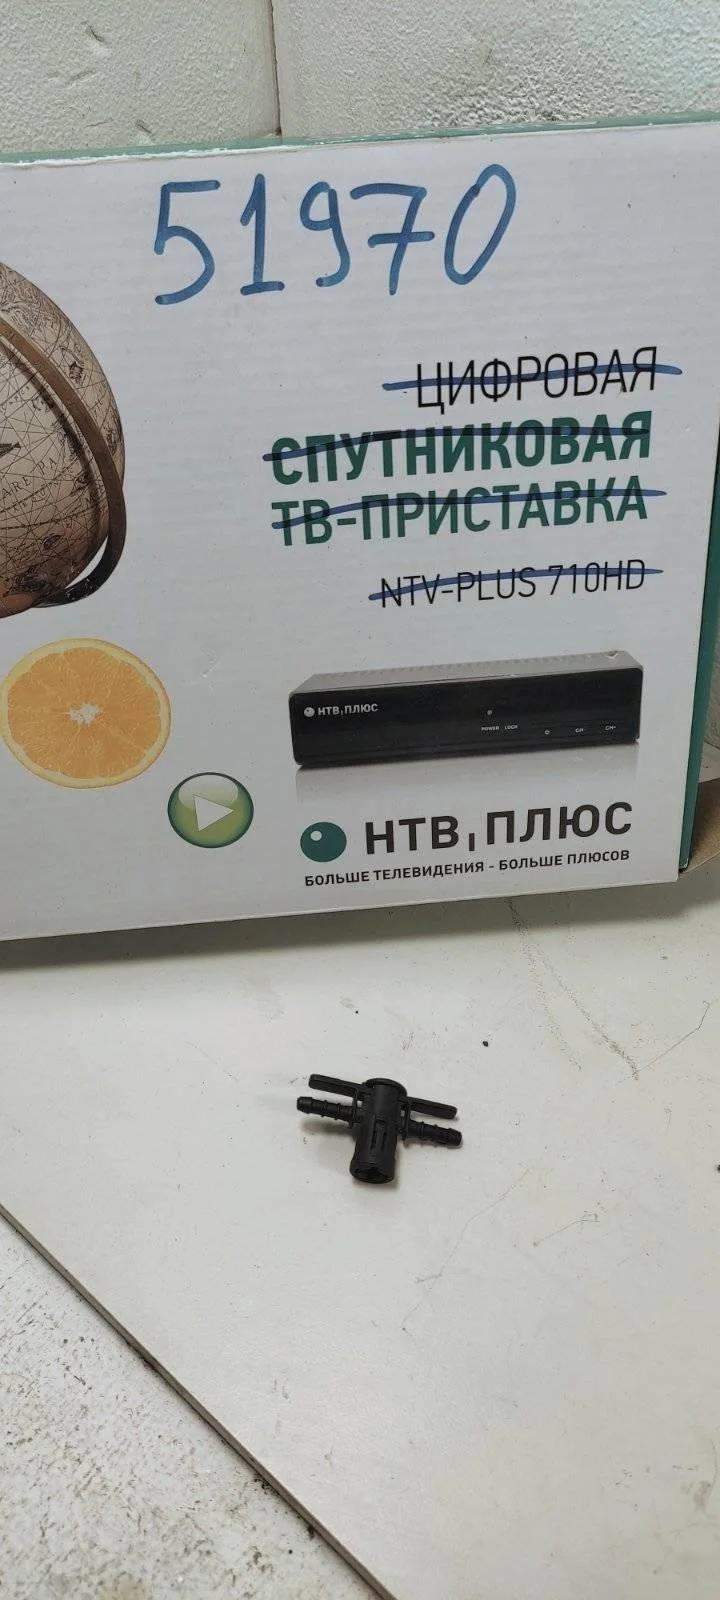 51970
ЦИФРОВАЯ
СПУТНИКОВАЯ
ТВ-ПРИСТАВКА
NTV-PLUS 710HD
НТВ ПЛЮС
POWER LOCK CH- CH+
НТВ ПЛЮС
БОЛЬШЕ ТЕЛЕВИДЕНИЯ - БОЛЬШЕ ПЛЮСОВ